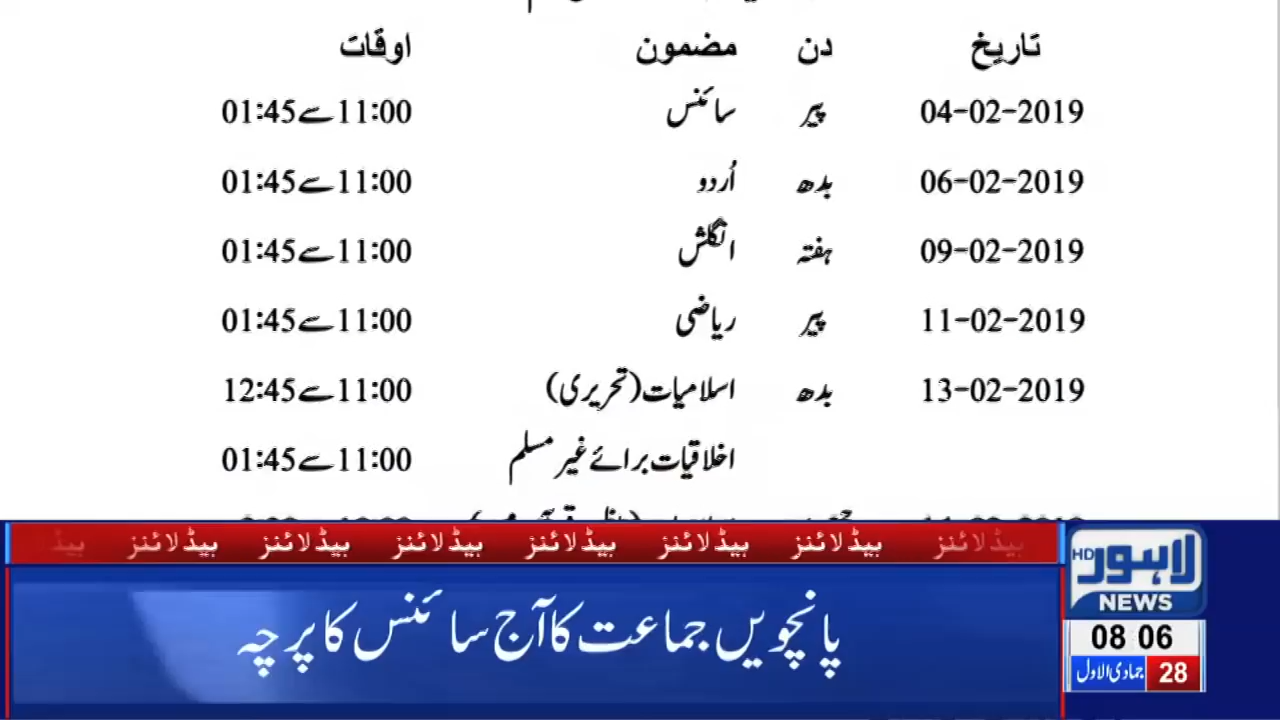 تاریخ دن مضمون اوقات
04-02-2019 پیر سائنس 11:00 سے 01:45
06-02-2019 بدھ اُردو 11:00 سے 01:45
09-02-2019 ہفتہ انگلش 11:00 سے 01:45
11-02-2019 پیر ریاضی 11:00 سے 01:45
13-02-2019 بدھ اسلامیات (تحریری) 11:00 سے 12:45
اخلاقیات برائے غیر مسلم 11:00 سے 01:45
ہیڈلائنز ہیڈلائنز ہیڈلائنز ہیڈلائنز ہیڈلائنز ہیڈلائنز ہیڈلائنز
پانچویں جماعت کا آج سائنس کا پرچہ
لاہور HD
NEWS
08 06
28 جمادی الاول